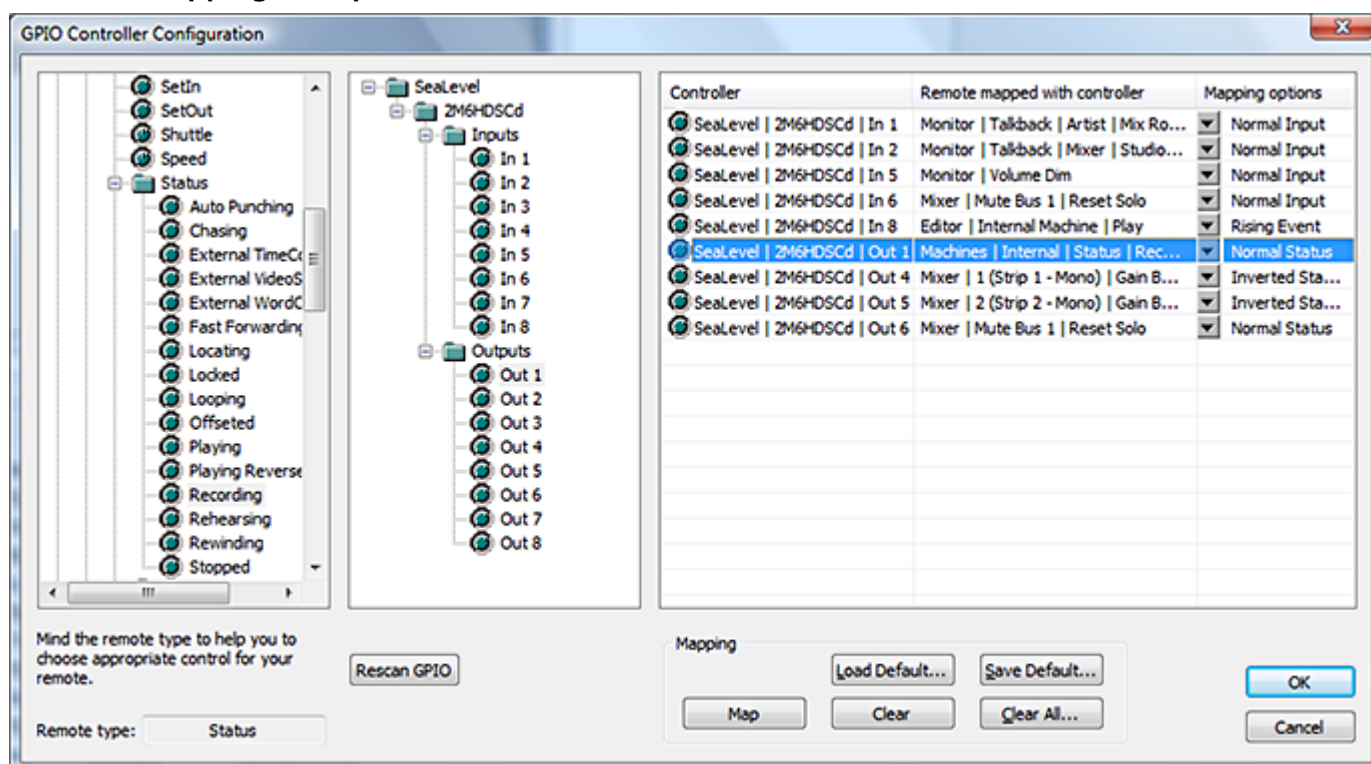 GPIO Controller Configuration
SetIn
SetOut
Shuttle
Speed
Status
Auto Punching
Chasing
External TimeCo
External VideoS
External WordC
Fast Forwarding
Locating
Locked
Looping
Offseted
Playing
Playing Reverse
Recording
Rehearsing
Rewinding
Stopped
SeaLevel
2M6HDSCd
Inputs
In 1
In 2
In 3
In 4
In 5
In 6
In 7
In 8
Outputs
Out 1
Out 2
Out 3
Out 4
Out 5
Out 6
Out 7
Out 8
Controller Remote mapped with controller Mapping options
SeaLevel | 2M6HDSCd | In 1 Monitor | Talkback | Artist | Mix Ro... Normal Input
SeaLevel | 2M6HDSCd | In 2 Monitor | Talkback | Mixer | Studio... Normal Input
SeaLevel | 2M6HDSCd | In 5 Monitor | Volume Dim Normal Input
SeaLevel | 2M6HDSCd | In 6 Mixer | Mute Bus 1 | Reset Solo Normal Input
SeaLevel | 2M6HDSCd | In 8 Editor | Internal Machine | Play Rising Event
SeaLevel | 2M6HDSCd | Out 1 Machines | Internal | Status | Rec... Normal Status
SeaLevel | 2M6HDSCd | Out 4 Mixer | 1 (Strip 1 - Mono) | Gain B... Inverted Sta...
SeaLevel | 2M6HDSCd | Out 5 Mixer | 2 (Strip 2 - Mono) | Gain B... Inverted Sta...
SeaLevel | 2M6HDSCd | Out 6 Mixer | Mute Bus 1 | Reset Solo Normal Status
Mind the remote type to help you to
choose appropriate control for your
remote.
Remote type: Status
Rescan GPIO
Mapping
Load Default... Save Default...
Map Clear Clear All...
OK
Cancel